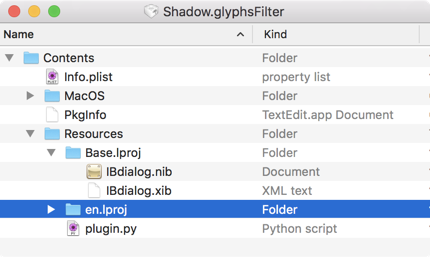 Shadow.glyphsFilter
Name Kind
Contents Folder
Info.plist property list
MacOS Folder
PkgInfo TextEdit.app Document
Resources Folder
Base.lproj Folder
IBdialog.nib Document
IBdialog.xib XML text
en.lproj Folder
plugin.py Python script